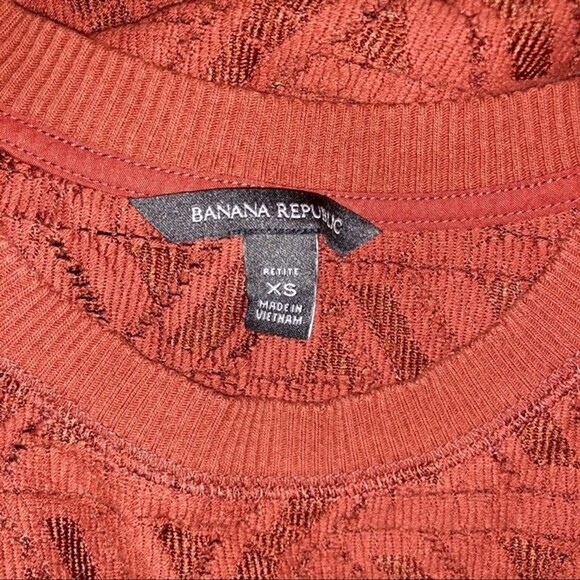 BANANA REPUBLIC
PETITE
XS
MADE IN
VIETNAM